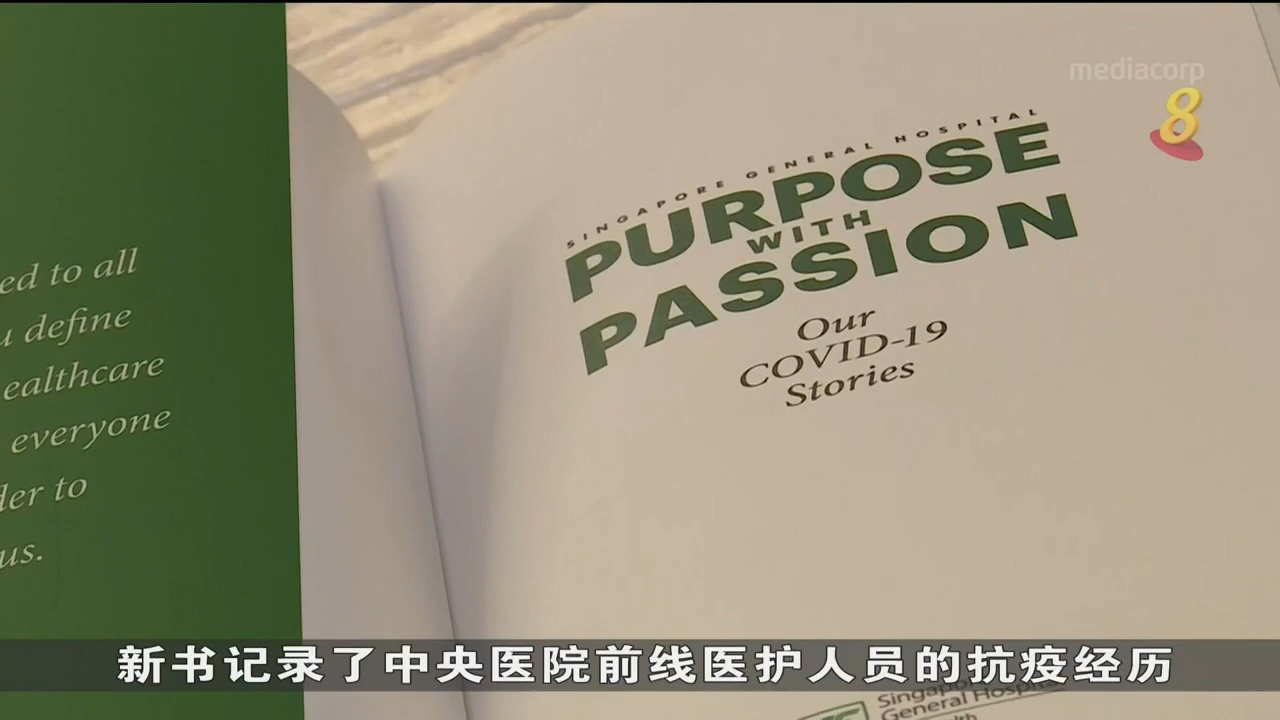 mediacorp
8
SINGAPORE GENERAL HOSPITAL
PURPOSE
WITH
PASSION
Our
COVID-19
Stories
ed to all
define
ealthcare
everyone
to
us.
新书记录了中央医院前线医护人员的抗疫经历
General